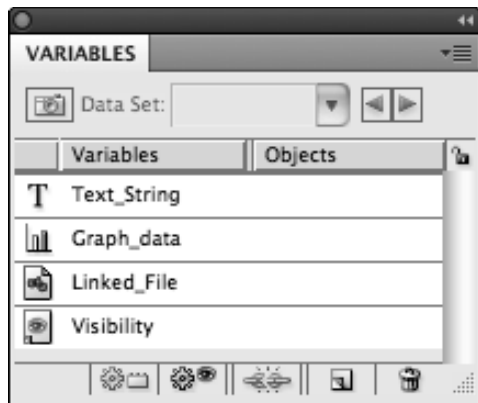 VARIABLES
Data Set:
Variables Objects
T Text_String
Graph_data
Linked_File
Visibility